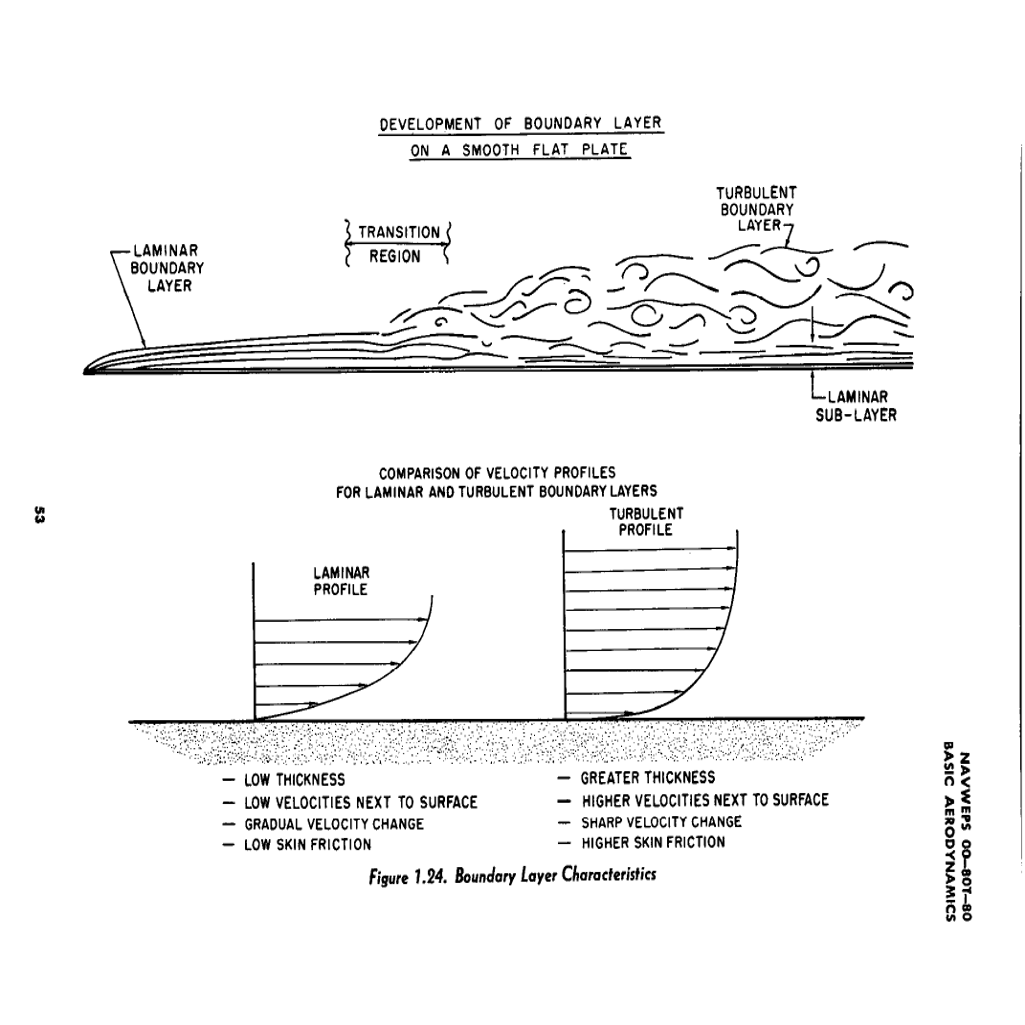 DEVELOPMENT OF BOUNDARY LAYER
ON A SMOOTH FLAT PLATE
TURBULENT
BOUNDARY
LAYER
TRANSITION
REGION
LAMINAR
BOUNDARY
LAYER
LAMINAR
SUB-LAYER
COMPARISON OF VELOCITY PROFILES
FOR LAMINAR AND TURBULENT BOUNDARY LAYERS
TURBULENT
PROFILE
LAMINAR
PROFILE
— LOW THICKNESS
— LOW VELOCITIES NEXT TO SURFACE
— GRADUAL VELOCITY CHANGE
— LOW SKIN FRICTION
— GREATER THICKNESS
— HIGHER VELOCITIES NEXT TO SURFACE
— SHARP VELOCITY CHANGE
— HIGHER SKIN FRICTION
Figure 1.24. Boundary Layer Characteristics
53
NAVWEPS 00-80T-80
BASIC AERODYNAMICS